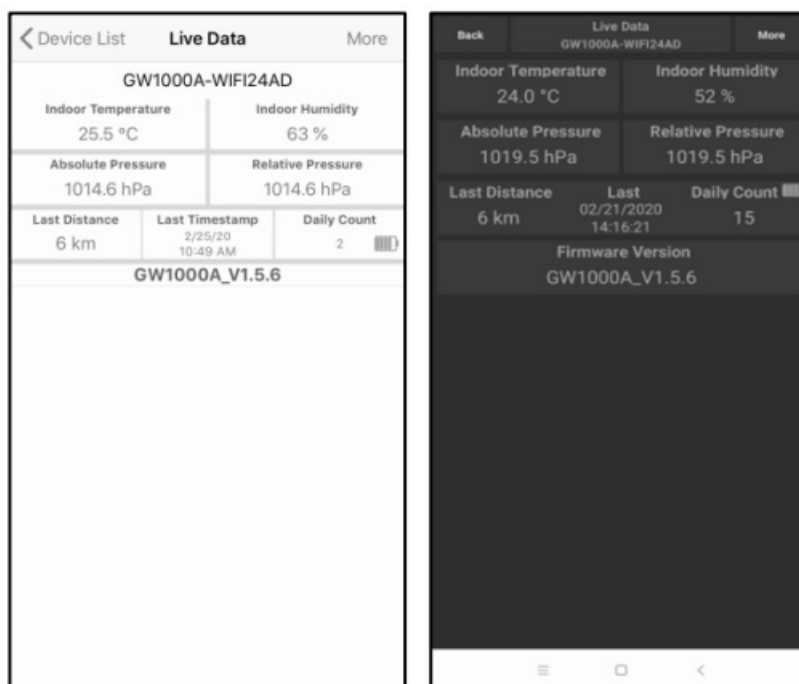 Device List Live Data More
GW1000A-WIFI24AD
Indoor Temperature Indoor Humidity
25.5 ºC 63 %
Absolute Pressure Relative Pressure
1014.6 hPa 1014.6 hPa
Last Distance Last Timestamp Daily Count
6 km 2/25/20 2
10:49 AM
GW1000A_V1.5.6
Back Live Data More
GW1000A-WIFI24AD
Indoor Temperature Indoor Humidity
24.0 °C 52 %
Absolute Pressure Relative Pressure
1019.5 hPa 1019.5 hPa
Last Distance Last Daily Count
6 km 02/21/2020 15
14:16:21
Firmware Version
GW1000A_V1.5.6